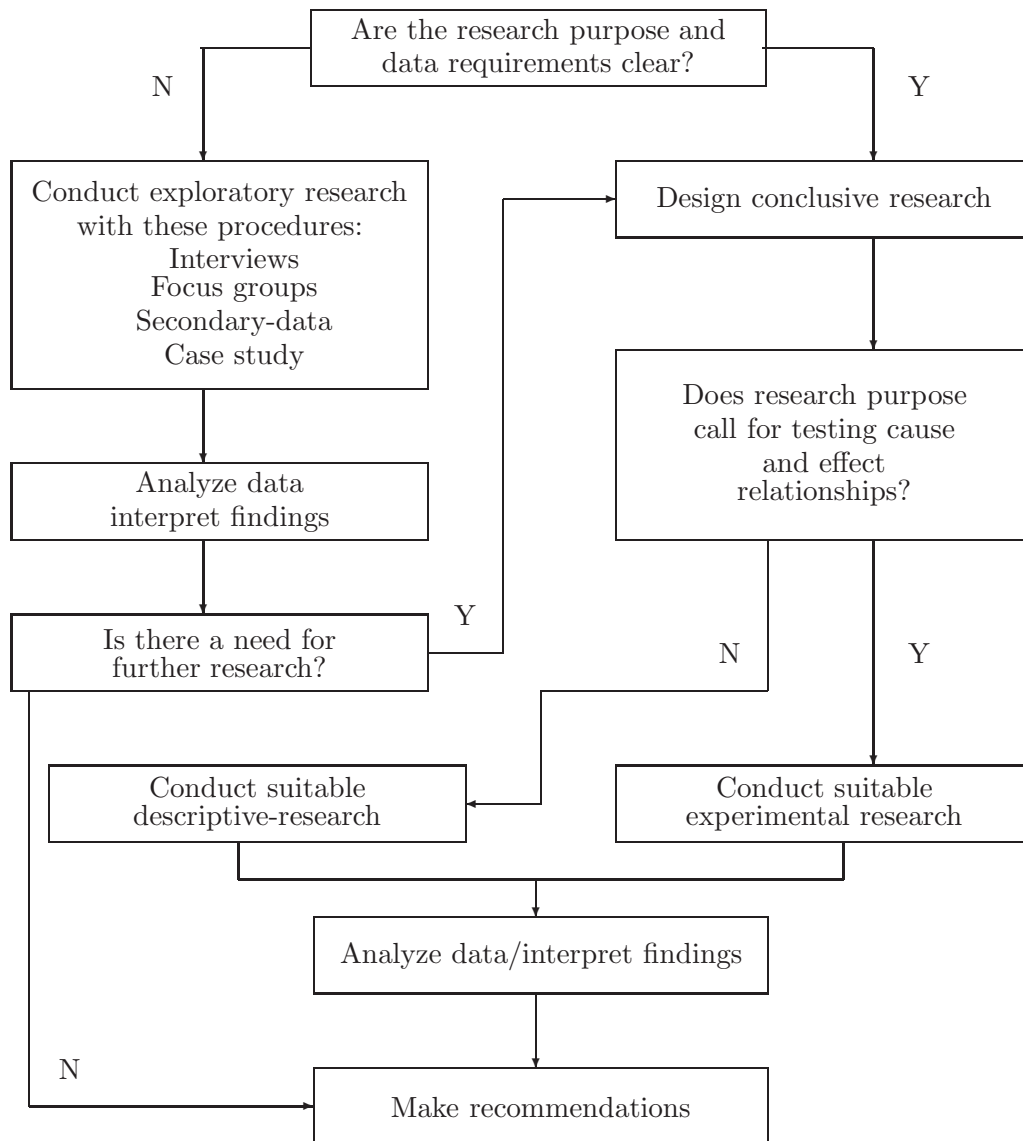 Are the research purpose and
data requirements clear?
N
Y
Conduct exploratory research
with these procedures:
Interviews
Focus groups
Secondary-data
Case study
Design conclusive research
Does research purpose
call for testing cause
and effect
relationships?
Analyze data
interpret findings
Is there a need for
further research?
Y
N
Y
Conduct suitable
descriptive-research
Conduct suitable
experimental research
Analyze data/interpret findings
N
Make recommendations